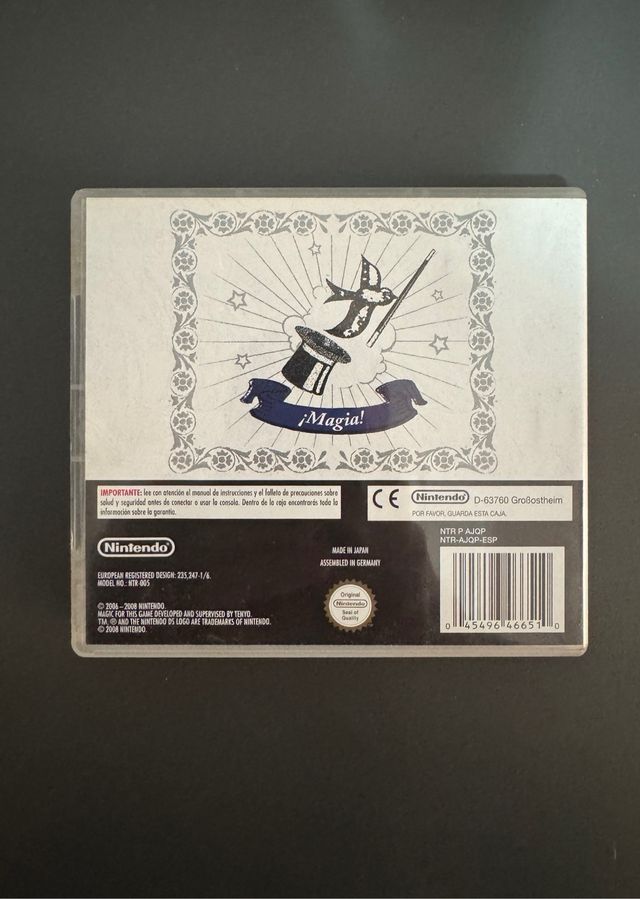 ¡Magia!
IMPORTANTE: lee con atención el manual de instrucciones y el folleto de precauciones sobre
salud y seguridad antes de conectar o usar la consola. Dentro de la caja encontrarás toda la
información sobre la garantía.
CE Nintendo D-63760 Großostheim
POR FAVOR, GUARDA ESTA CAJA.
NTR P AJQP
NTR-AJQP-ESP
Nintendo
MADE IN JAPAN
ASSEMBLED IN GERMANY
EUROPEAN REGISTERED DESIGN: 235,247-1/6.
MODEL NO.: NTR-005
Original
Nintendo
Seal of
Quality
© 2006–2008 NINTENDO.
MAGIC FOR THIS GAME DEVELOPED AND SUPERVISED BY TENYO.
TM, ® AND THE NINTENDO DS LOGO ARE TRADEMARKS OF NINTENDO.
© 2008 NINTENDO.
0 45496 46651 0